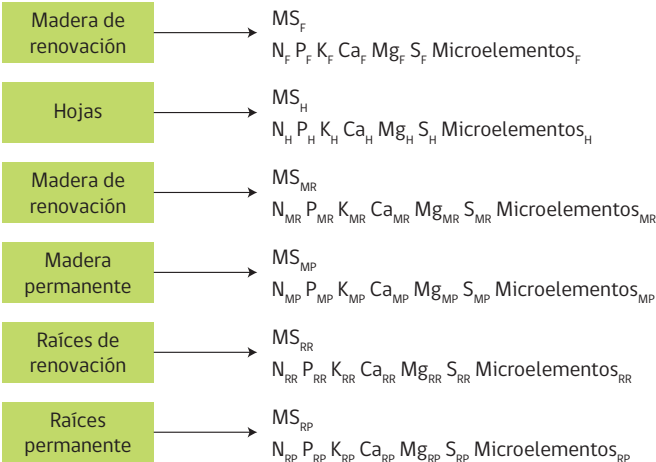 Madera de
renovación
MS_F
N_F P_F K_F Ca_F Mg_F S_F Microelementos_F
Hojas
MS_H
N_H P_H K_H Ca_H Mg_H S_H Microelementos_H
Madera de
renovación
MS_MR
N_MR P_MR K_MR Ca_MR Mg_MR S_MR Microelementos_MR
Madera
permanente
MS_MP
N_MP P_MP K_MP Ca_MP Mg_MP S_MP Microelementos_MP
Raíces de
renovación
MS_RR
N_RR P_RR K_RR Ca_RR Mg_RR S_RR Microelementos_RR
Raíces
permanente
MS_RP
N_RP P_RP K_RP Ca_RP Mg_RP S_RP Microelementos_RP